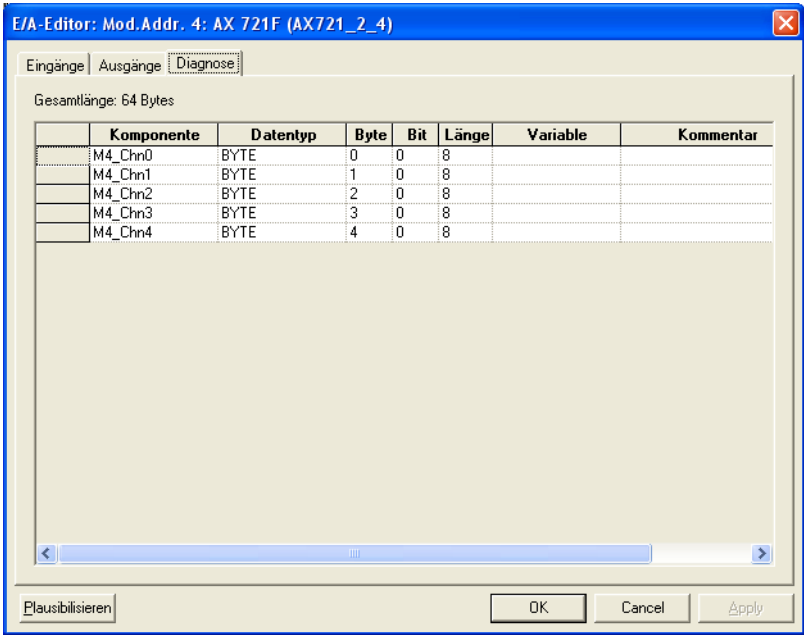 E/A-Editor: Mod.Addr. 4: AX 721F (AX721_2_4)
Eingänge Ausgänge Diagnose
Gesamtlänge: 64 Bytes
Komponente Datentyp Byte Bit Länge Variable Kommentar
M4_Chn0 BYTE 0 0 8
M4_Chn1 BYTE 1 0 8
M4_Chn2 BYTE 2 0 8
M4_Chn3 BYTE 3 0 8
M4_Chn4 BYTE 4 0 8
Plausibilisieren OK Cancel Apply